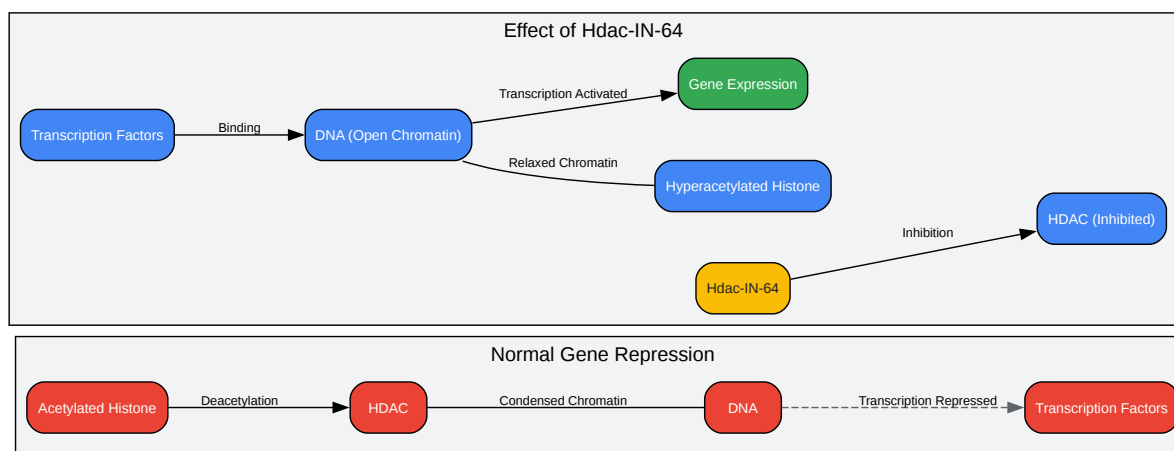 Effect of Hdac-IN-64
Gene Expression
Transcription Activated
Transcription Factors
Binding
DNA (Open Chromatin)
Relaxed Chromatin
Hyperacetylated Histone
HDAC (Inhibited)
Inhibition
Hdac-IN-64
Normal Gene Repression
Acetylated Histone
Deacetylation
HDAC
Condensed Chromatin
DNA
Transcription Repressed
Transcription Factors